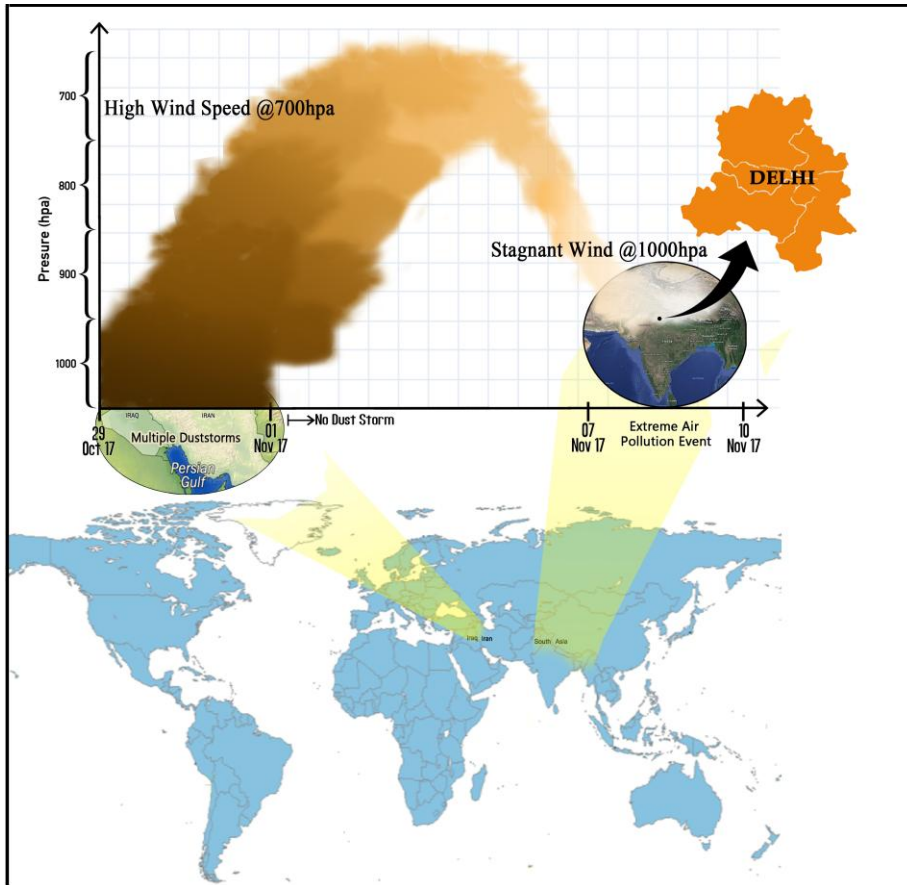 700
High Wind Speed @700hpa
DELHI
800
Presure (hpa)
Stagnant Wind @1000hpa
900
1000
IRAQ
IRAN
Multiple Duststorms
Persian
Gulf
29
Oct 17
01
Nov 17
No Dust Storm
07
Nov 17
Extreme Air
Pollution Event
10
Nov 17
Iraq Iran
South Asia